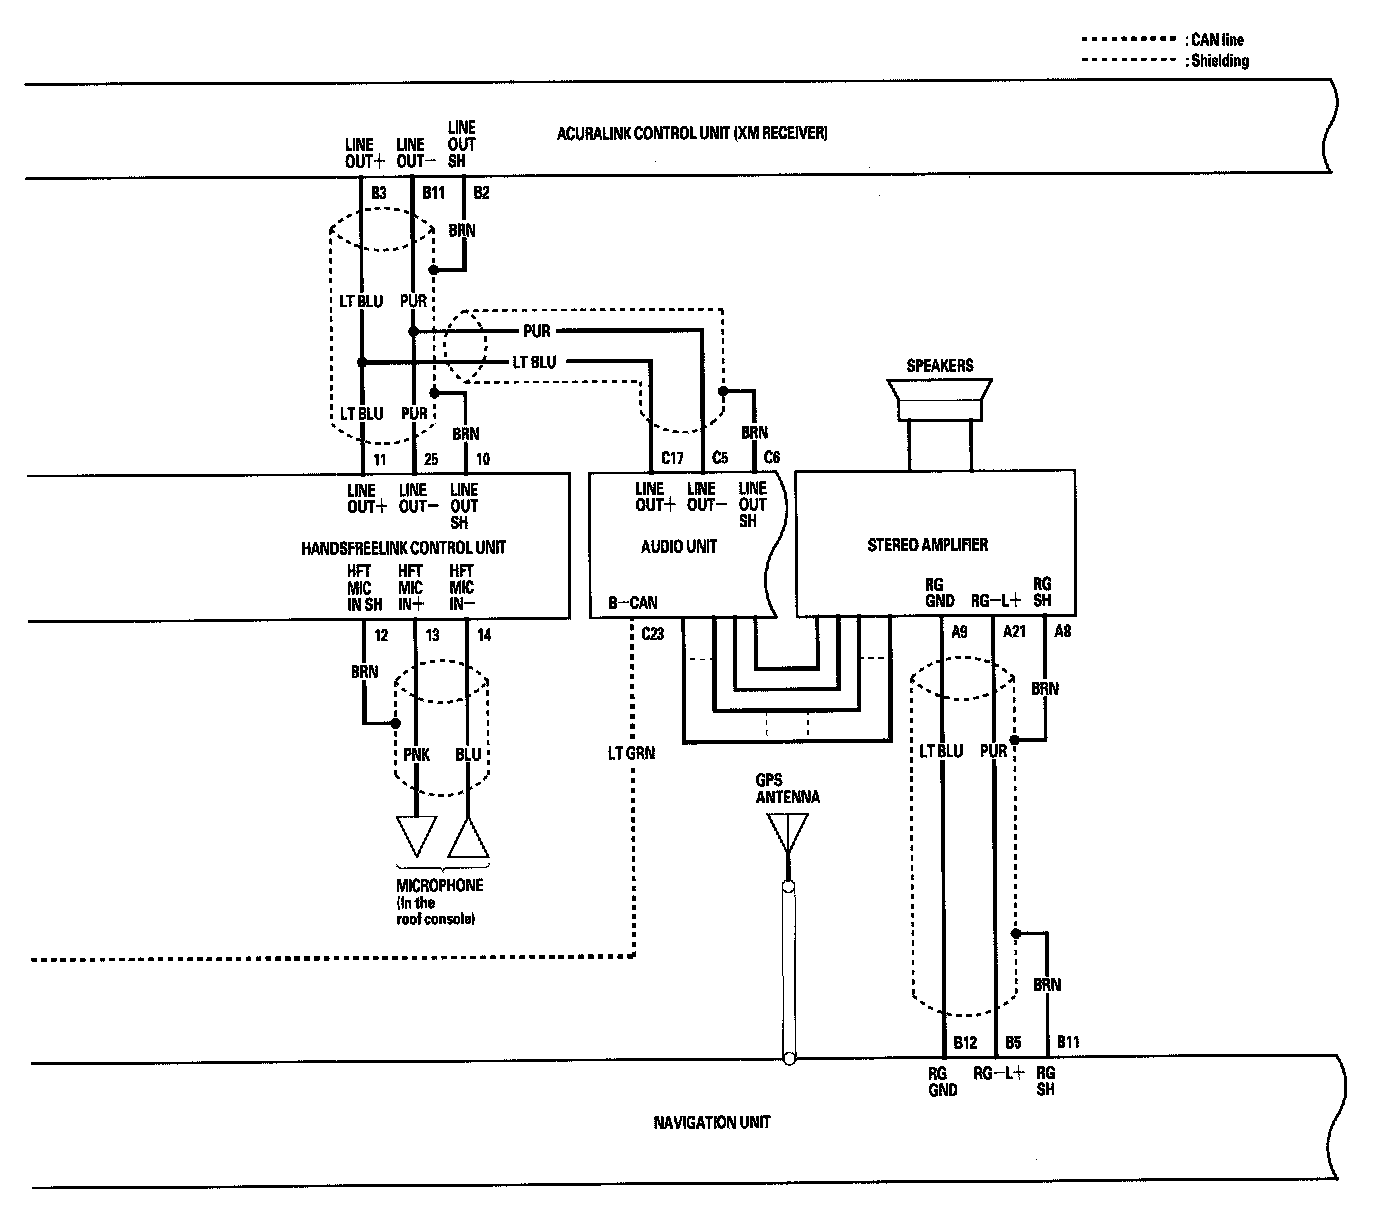 : CAN line
: Shielding
ACURALINK CONTROL UNIT (XM RECEIVER)
LINE OUT+
LINE OUT−
LINE OUT SH
B3
B11
B2
BRN
LT BLU
PUR
PUR
LT BLU
LT BLU
PUR
BRN
BRN
SPEAKERS
11
25
10
C17
C5
C6
LINE OUT+
LINE OUT−
LINE OUT SH
LINE OUT+
LINE OUT−
LINE OUT SH
HANDSFREELINK CONTROL UNIT
AUDIO UNIT
STEREO AMPLIFIER
HFT MIC IN SH
HFT MIC IN+
HFT MIC IN−
B−CAN
RG GND
RG−L+
RG SH
12
13
14
C23
A9
A21
A8
BRN
BRN
PNK
BLU
LT GRN
LT BLU
PUR
GPS
ANTENNA
MICROPHONE
(In the
roof console)
BRN
B12
B5
B11
RG GND
RG−L+
RG SH
NAVIGATION UNIT